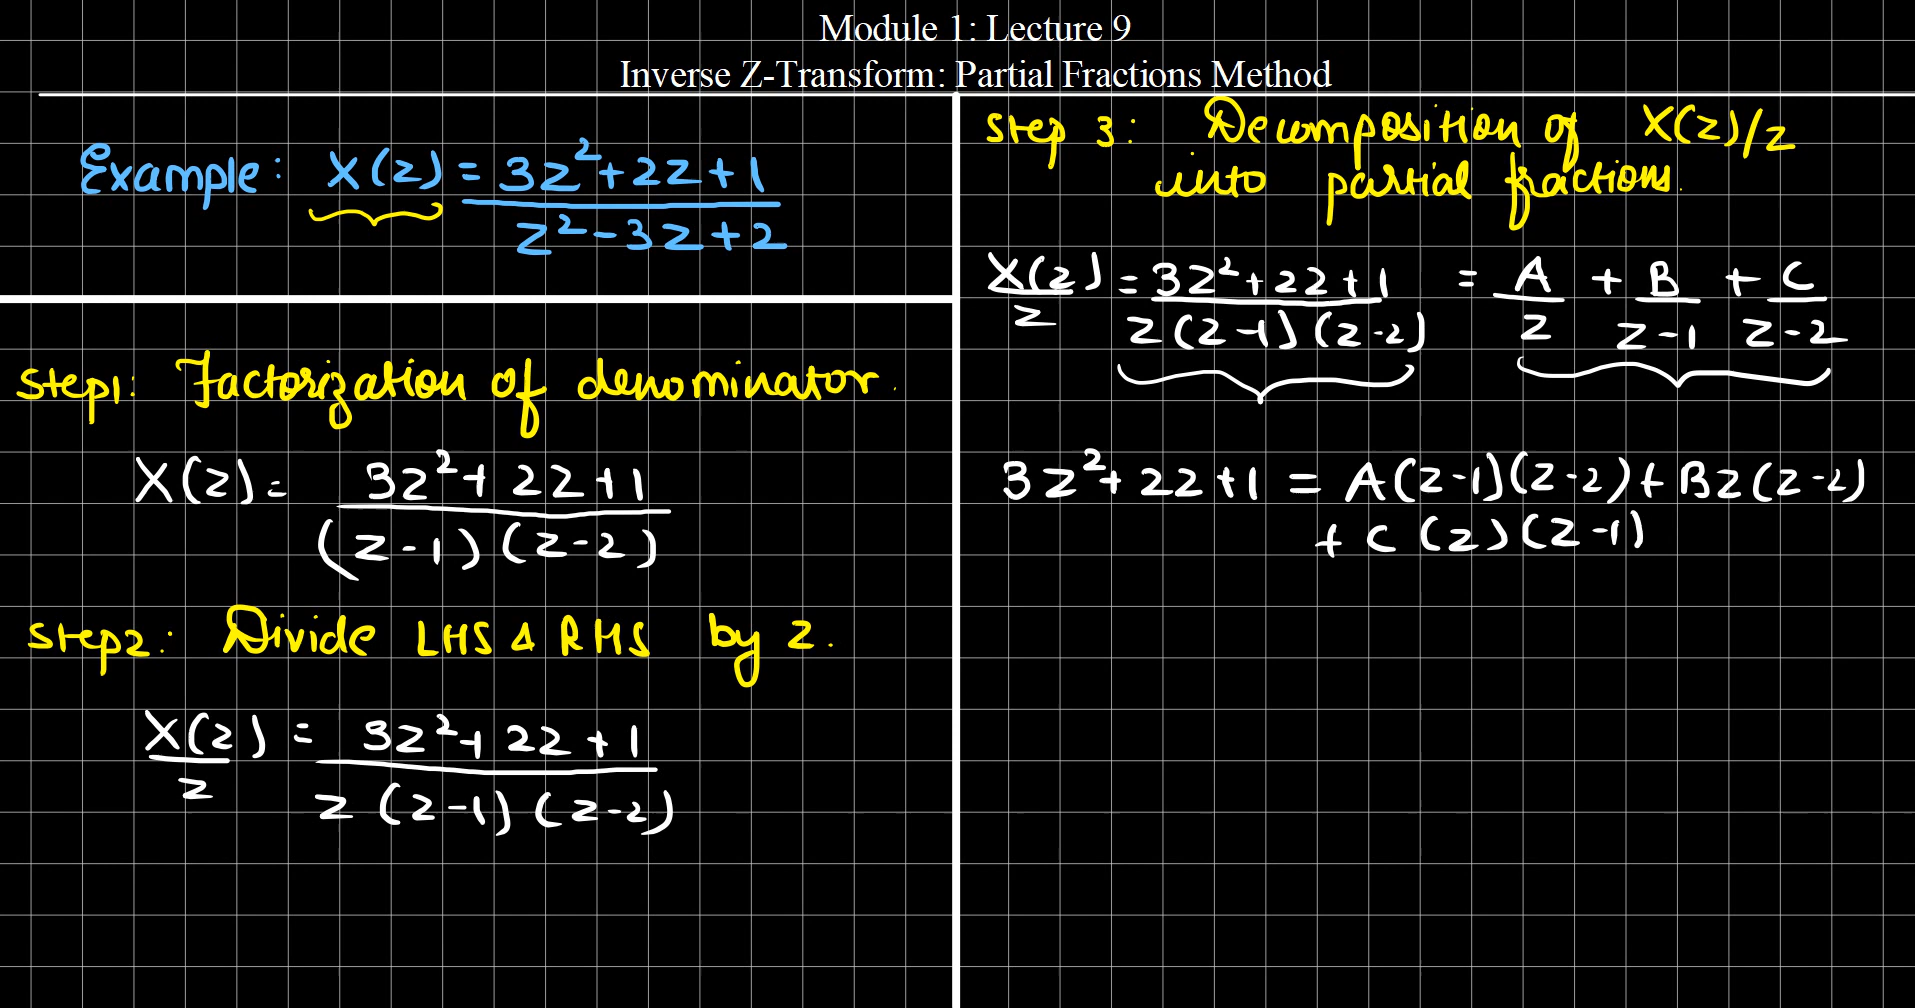 Module 1: Lecture 9
Inverse Z-Transform: Partial Fractions Method
Example: X(z) = 3z²+2z+1
z²-3z+2
Step1: Factorization of denominator.
X(z) = 3z²+2z+1
(z-1)(z-2)
Step2: Divide LHS & RHS by z.
X(z) = 3z²+2z+1
z z(z-1)(z-2)
Step 3: Decomposition of X(z)/z
into partial fractions.
X(z) = 3z²+2z+1 = A + B + C
z z(z-1)(z-2) z z-1 z-2
3z²+2z+1 = A(z-1)(z-2)+Bz(z-2)
+ C(z)(z-1)